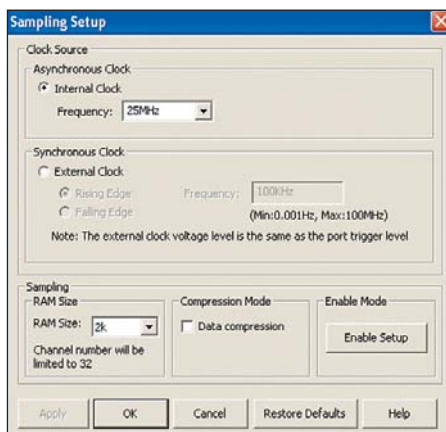 Sampling Setup
Clock Source
Asynchronous Clock
Internal Clock
Frequency: 25MHz
Synchronous Clock
External Clock
Rising Edge Frequency: 100KHz
Falling Edge (Min:0.001Hz, Max:100MHz)
Note: The external clock voltage level is the same as the port trigger level
Sampling
RAM Size
RAM Size: 2k
Channel number will be
limited to 32
Compression Mode
Data compression
Enable Mode
Enable Setup
Apply OK Cancel Restore Defaults Help